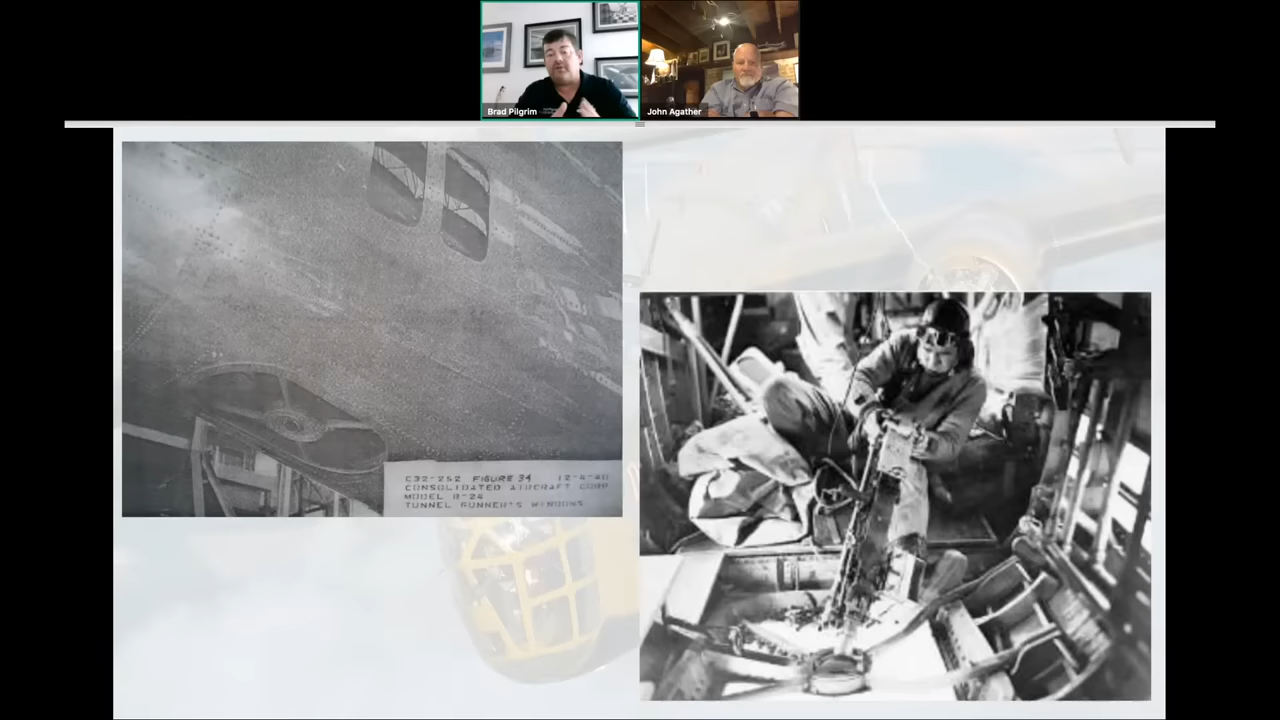 Brad Pilgrim
John Agather
C32-252 FIGURE 34 12-4-40
CONSOLIDATED AIRCRAFT CORP
MODEL B-24
TUNNEL GUNNER'S WINDOWS